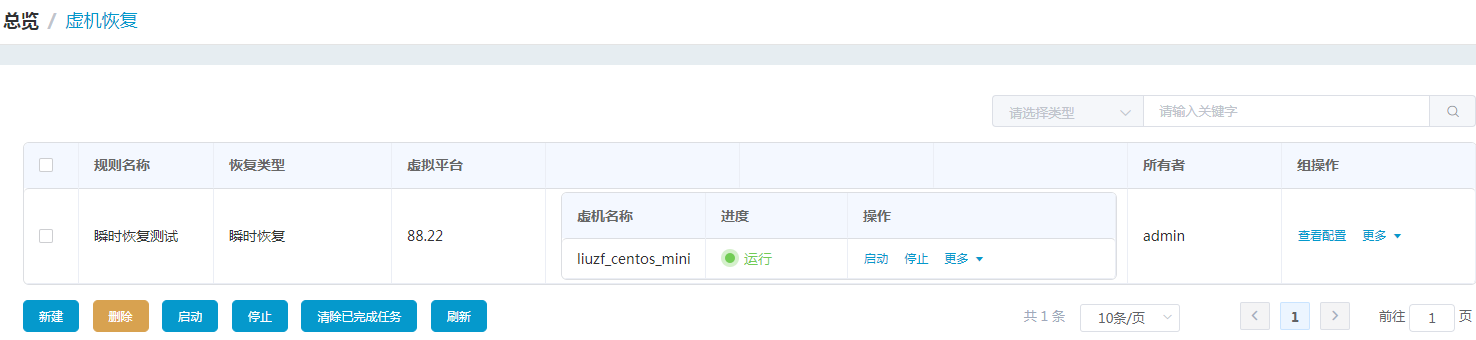 总览 / 虚机恢复
请选择类型 请输入关键字
规则名称 恢复类型 虚拟平台 所有者 组操作
虚机名称 进度 操作
瞬时恢复测试 瞬时恢复 88.22 admin 查看配置 更多
liuzf_centos_mini 运行 启动 停止 更多
新建 删除 启动 停止 清除已完成任务 刷新 共 1 条 10条/页 1 前往 1 页